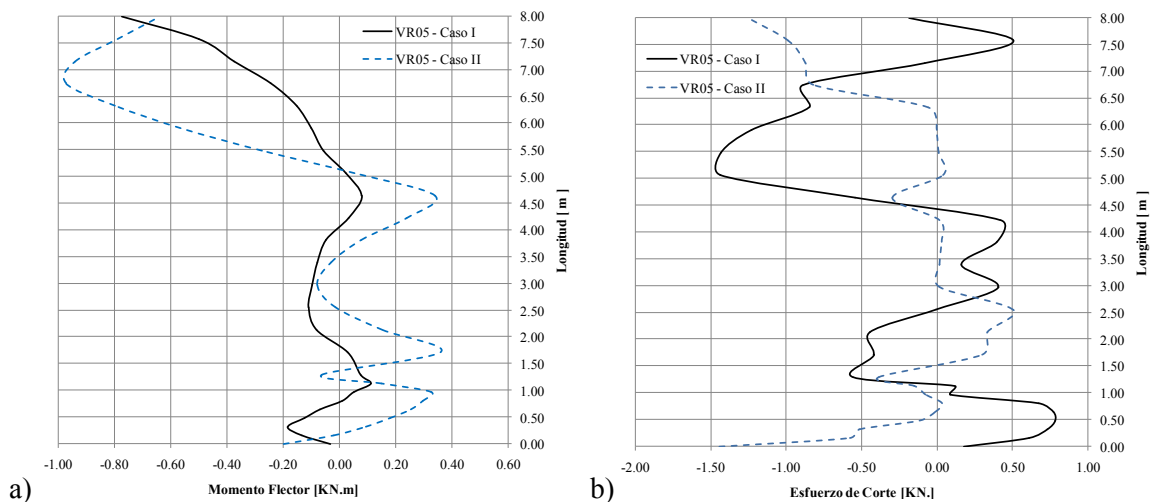 8.00
7.50
7.00
6.50
6.00
5.50
5.00
4.50
4.00
3.50
3.00
2.50
2.00
1.50
1.00
0.50
0.00
Longitud [ m ]
VR05 - Caso I
VR05 - Caso II
-1.00 -0.80 -0.60 -0.40 -0.20 0.00 0.20 0.40 0.60
Momento Flector [KN.m]
a)
8.00
7.50
7.00
6.50
6.00
5.50
5.00
4.50
4.00
3.50
3.00
2.50
2.00
1.50
1.00
0.50
0.00
Longitud [ m ]
VR05 - Caso I
VR05 - Caso II
-2.00 -1.50 -1.00 -0.50 0.00 0.50 1.00
Esfuerzo de Corte [KN.]
b)